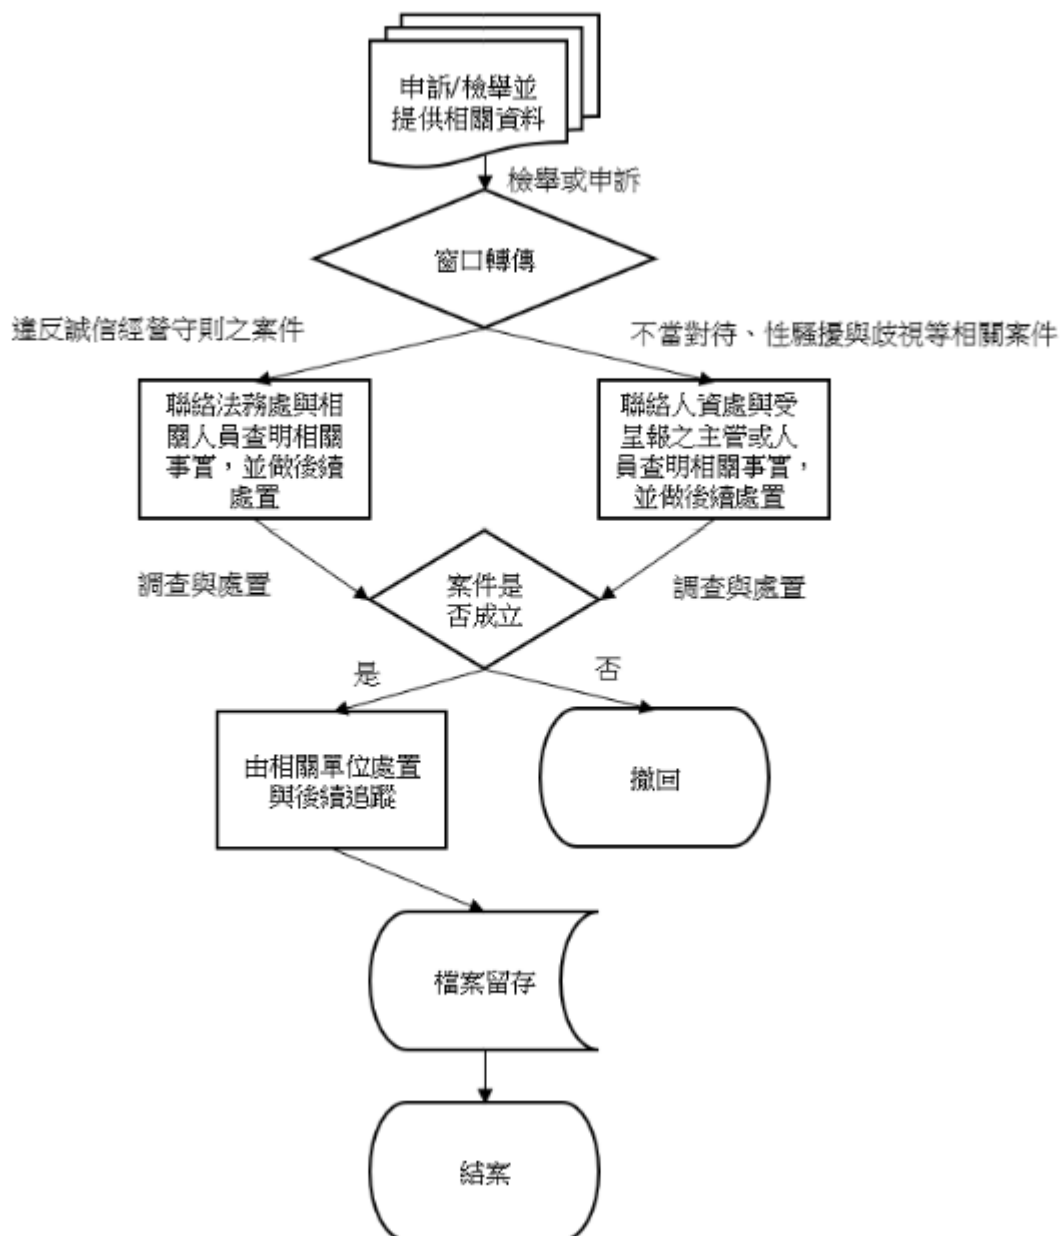 申訴/檢舉並
提供相關資料
檢舉或申訴
窗口轉傳
違反誠信經營守則之案件
不當對待、性騷擾與歧視等相關案件
聯絡法務處與相
關人員查明相關
事實，並做後續
處置
聯絡人資處與受
呈報之主管或人
員查明相關事實，
並做後續處置
調查與處置
案件是
否成立
調查與處置
是
否
由相關單位處置
與後續追蹤
撤回
檔案留存
結案